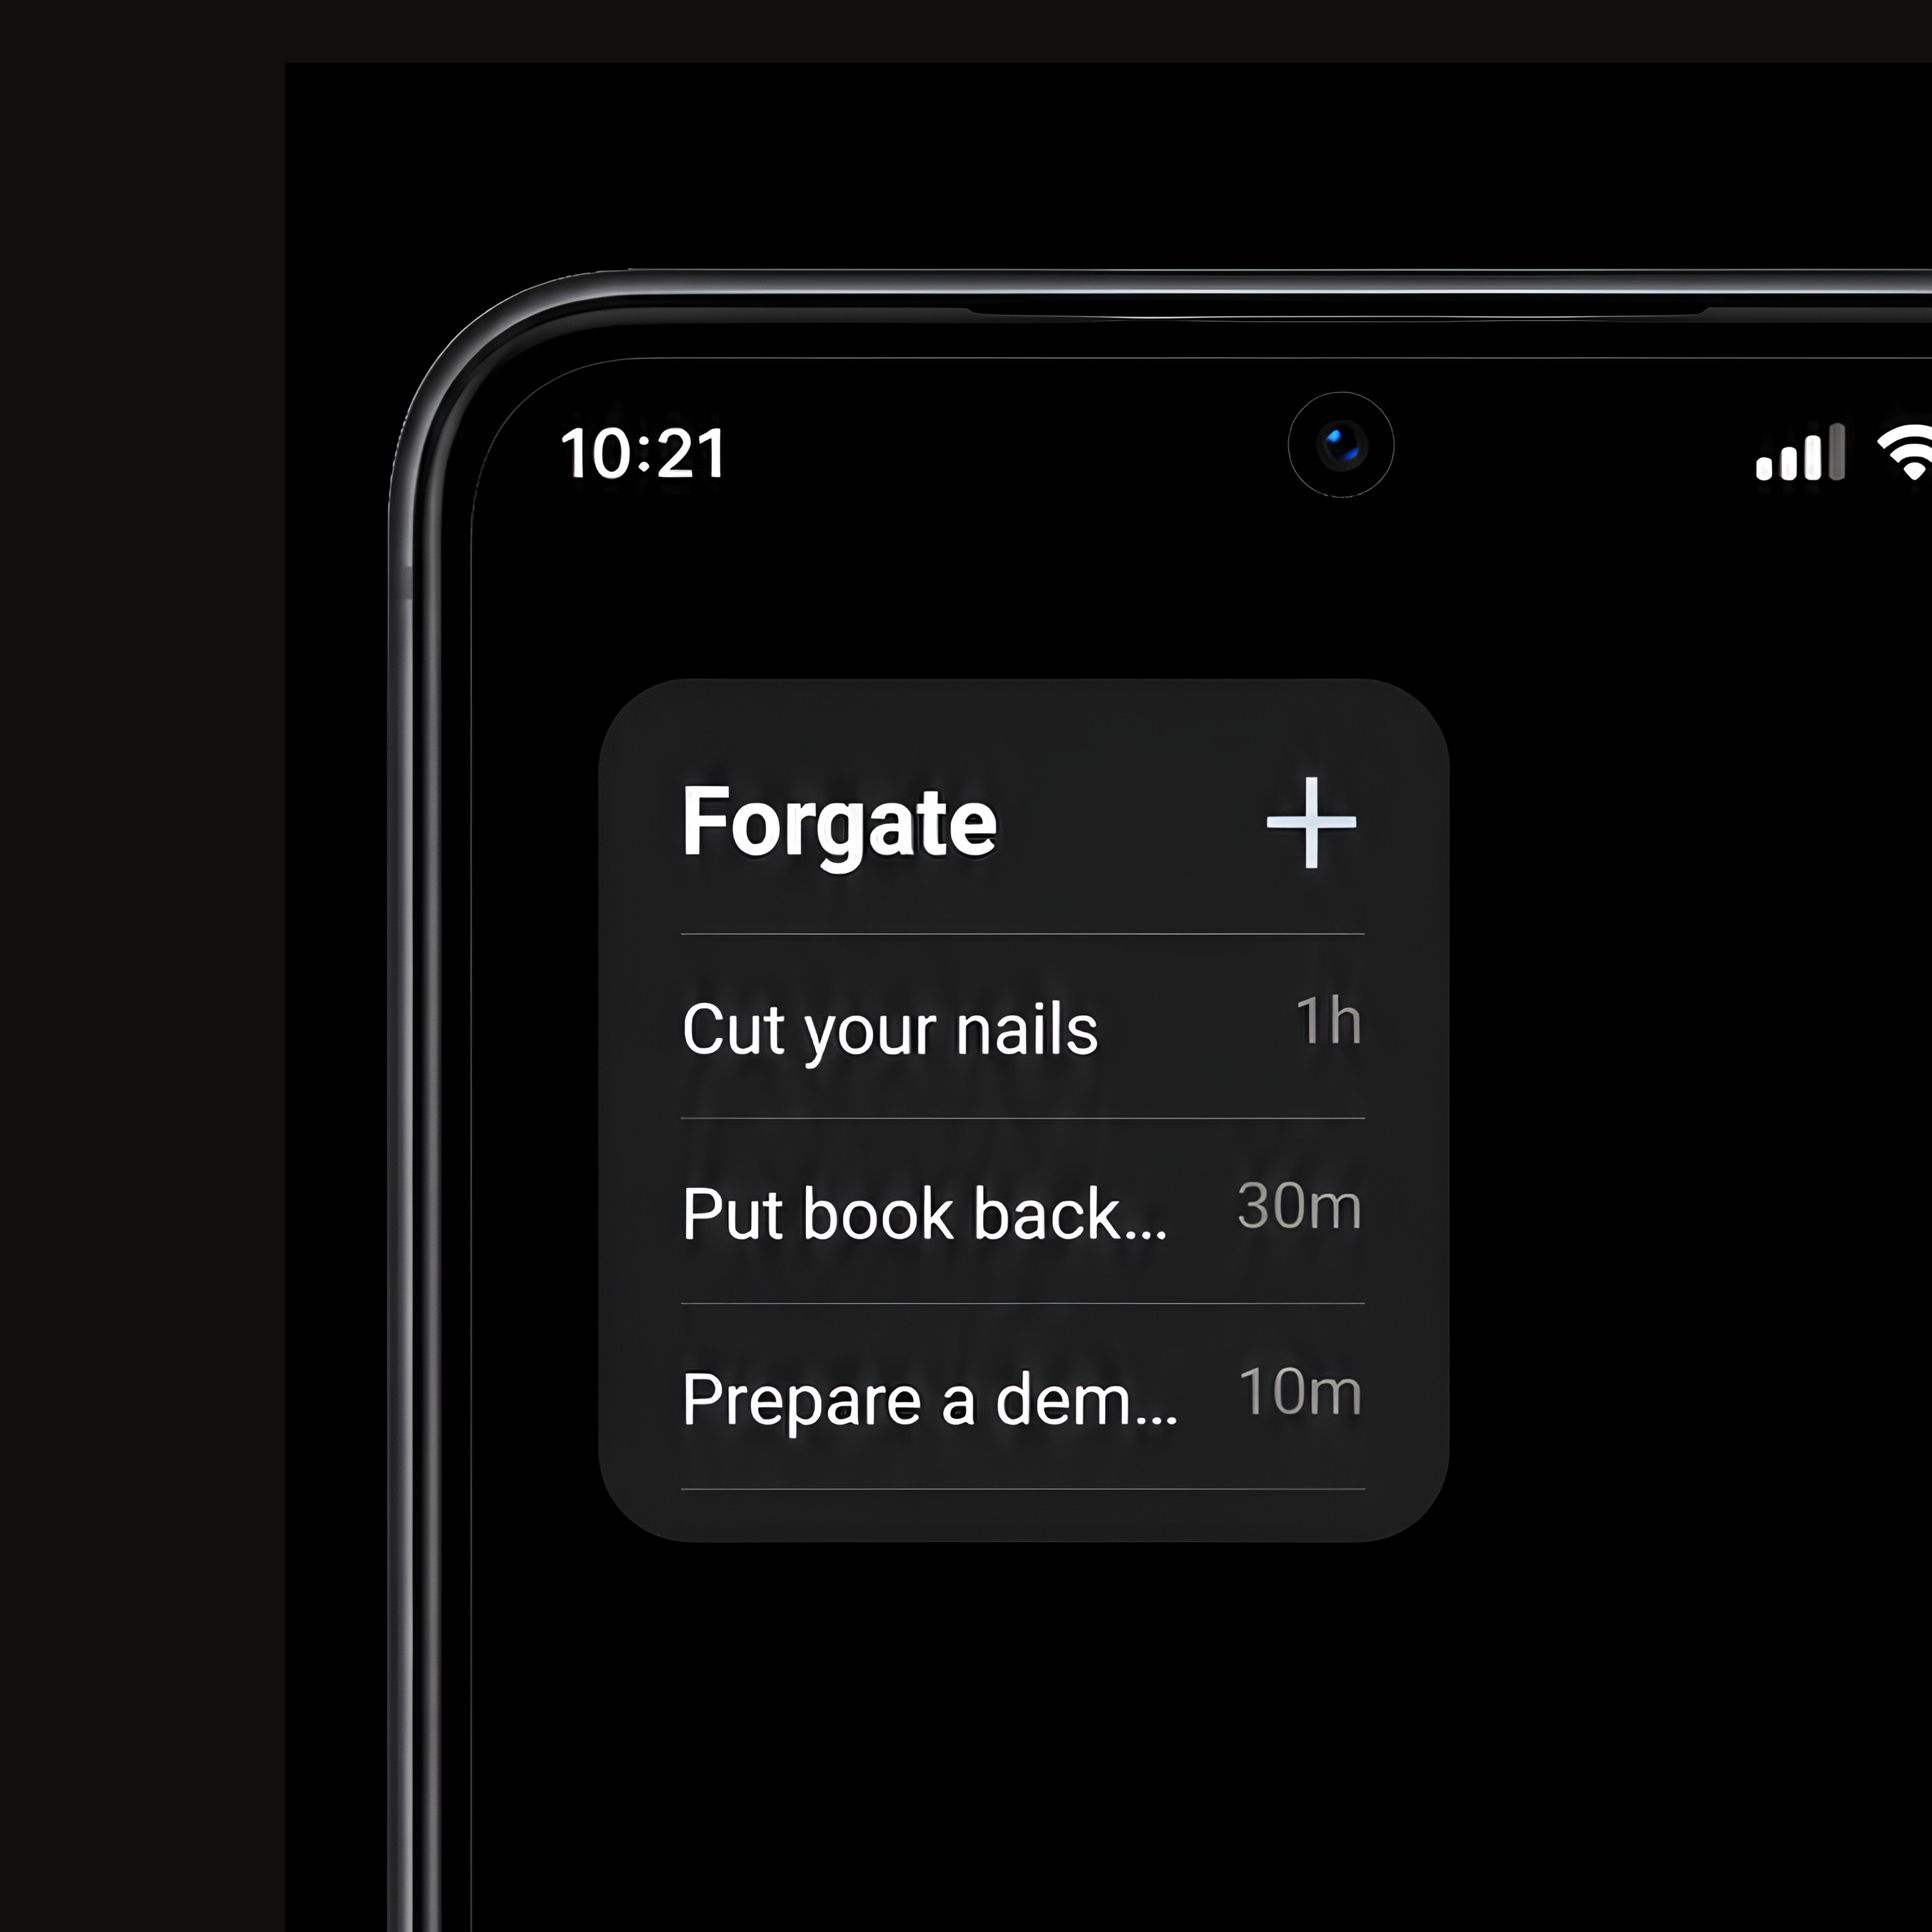 10:21
Forgate +
Cut your nails 1h
Put book back... 30m
Prepare a dem... 10m